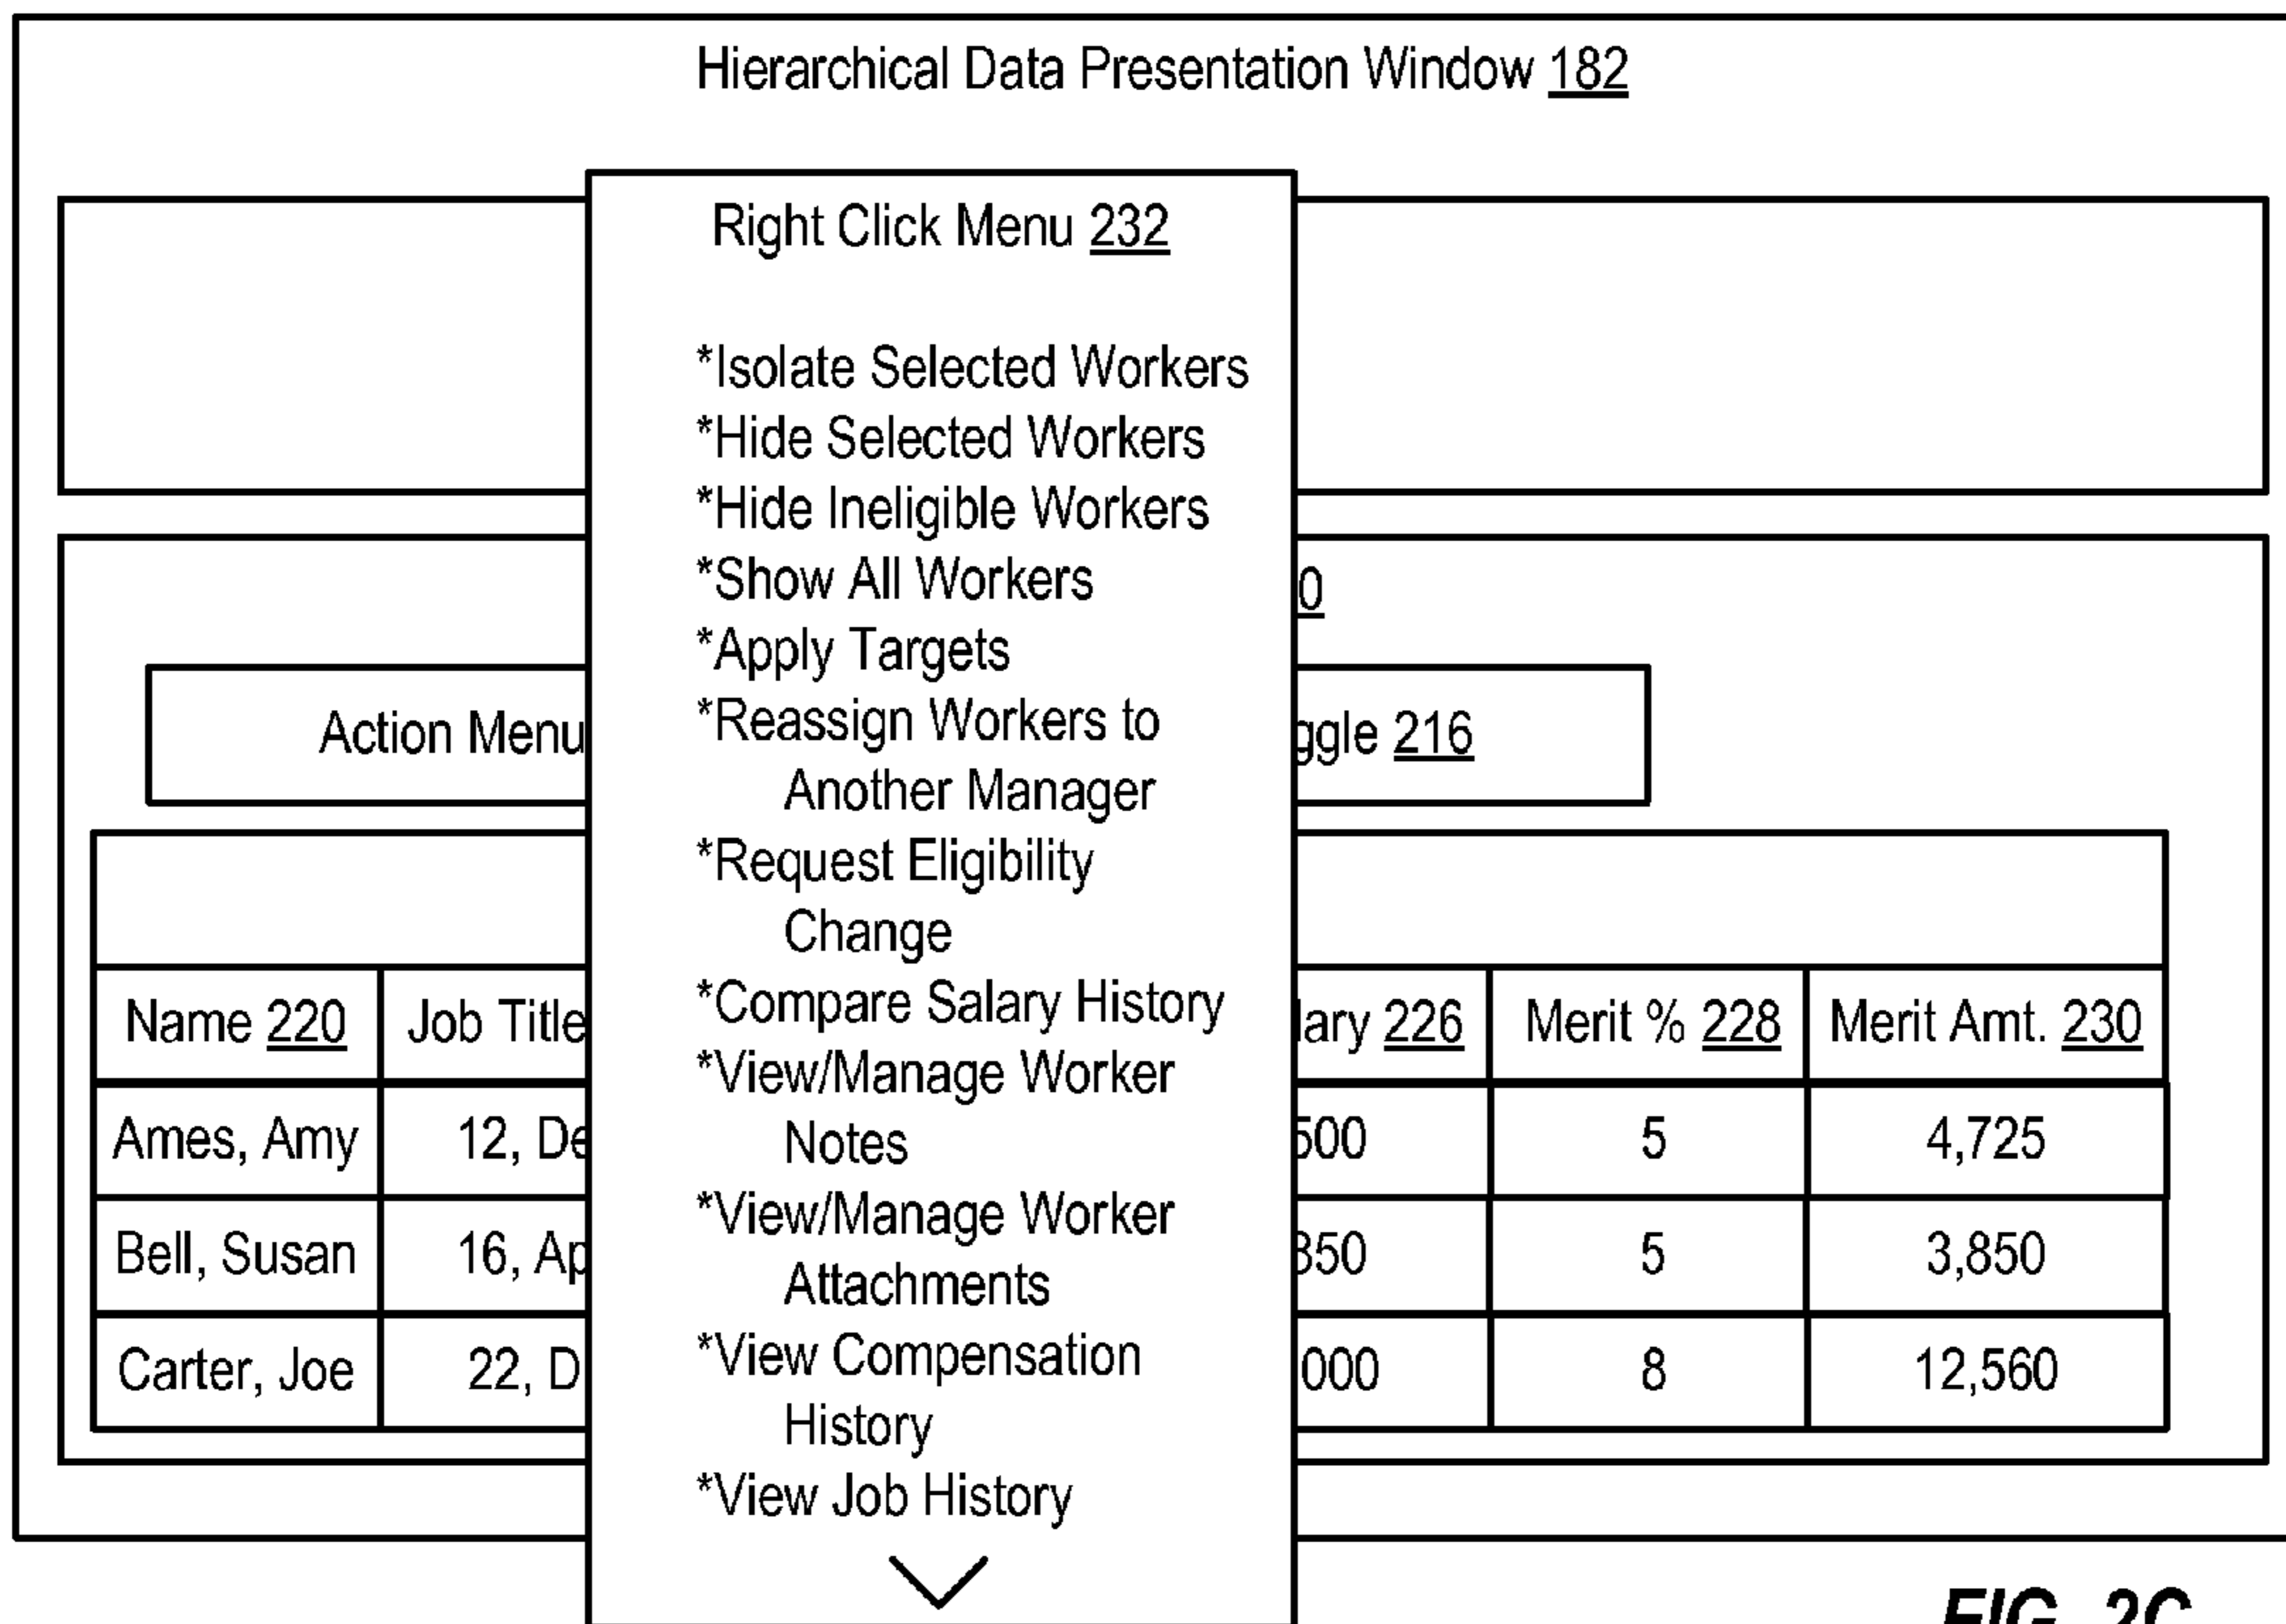 Hierarchical Data Presentation Window 182
Right Click Menu 232
*Isolate Selected Workers
*Hide Selected Workers
*Hide Ineligible Workers
*Show All Workers
*Apply Targets
*Reassign Workers to
Another Manager
*Request Eligibility
Change
*Compare Salary History
*View/Manage Worker
Notes
*View/Manage Worker
Attachments
*View Compensation
History
*View Job History
0
Action Menu ggle 216
Name 220 Job Title lary 226 Merit % 228 Merit Amt. 230
Ames, Amy 12, De 500 5 4,725
Bell, Susan 16, Ap 350 5 3,850
Carter, Joe 22, D 000 8 12,560
FIG. 2C